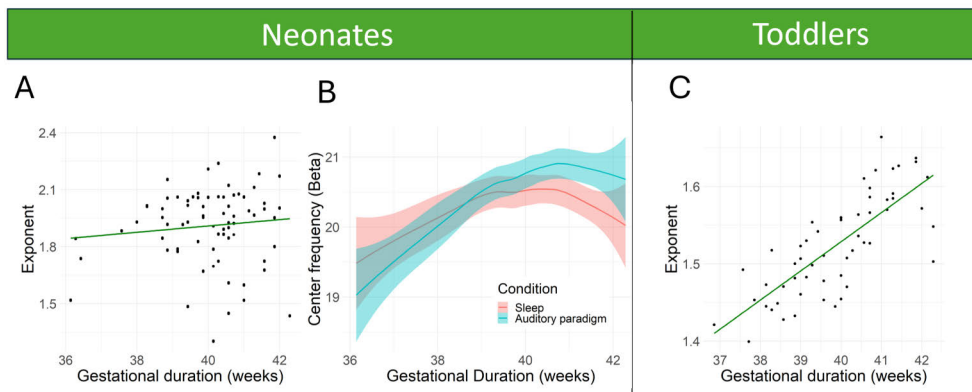 Neonates
Toddlers
A
B
C
2.4
2.1
1.8
1.5
Exponent
36
38
40
42
Gestational duration (weeks)
21
20
19
18
Center frequency (Beta)
Condition
Sleep
Auditory paradigm
36
38
40
42
Gestational Duration (weeks)
1.6
1.5
1.4
Exponent
37
38
39
40
41
42
Gestational duration (weeks)